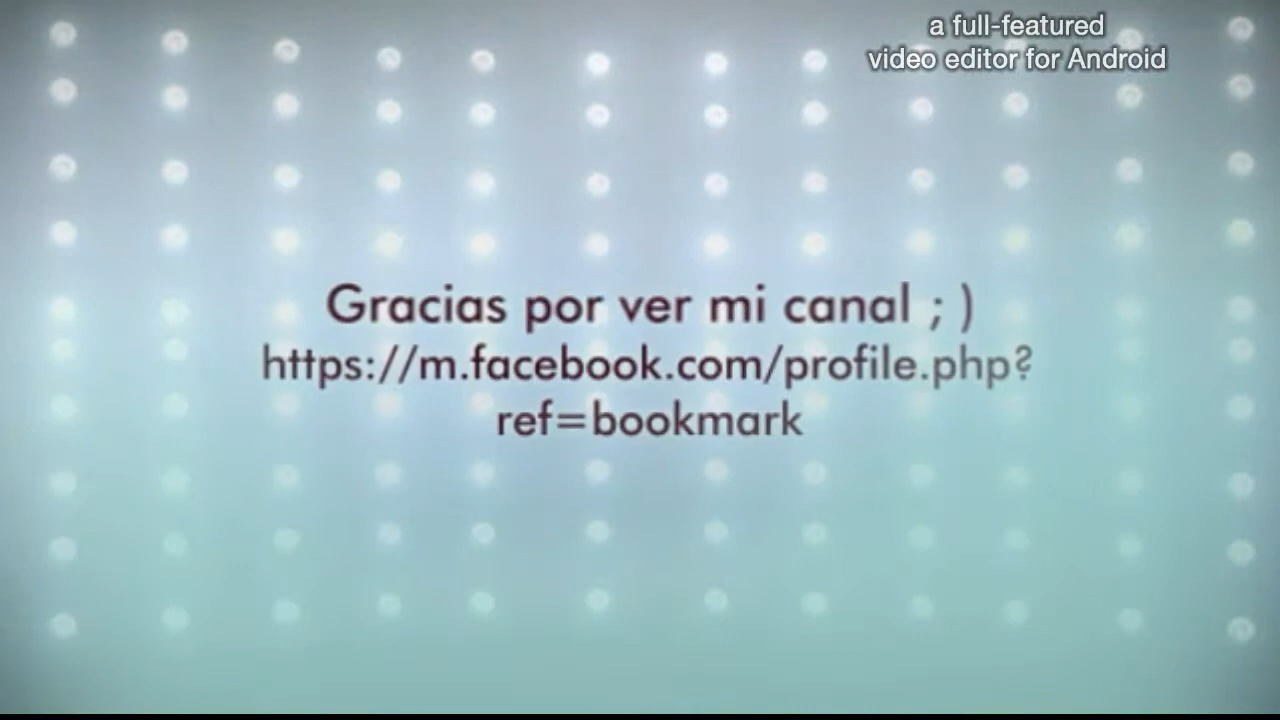 a full-featured
video editor for Android
Gracias por ver mi canal ; )
https://m.facebook.com/profile.php?
ref=bookmark